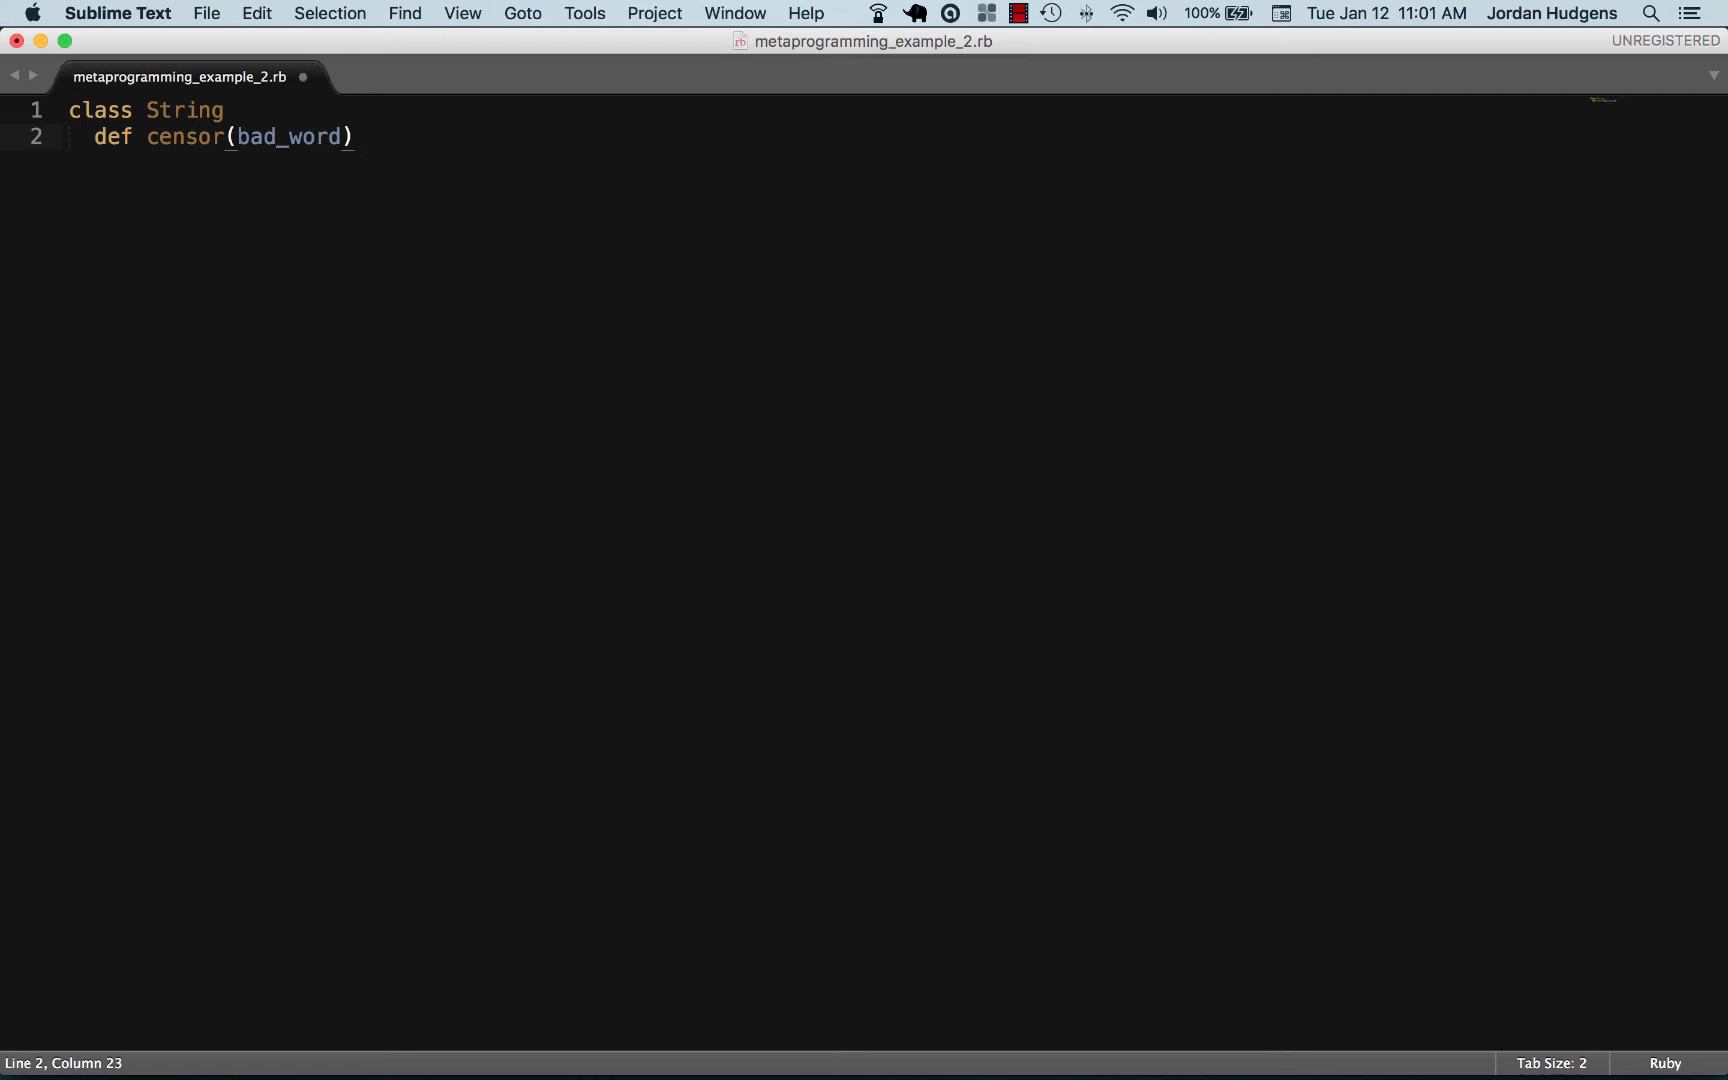 Sublime Text File Edit Selection Find View Goto Tools Project Window Help 100% Tue Jan 12 11:01 AM Jordan Hudgens
metaprogramming_example_2.rb UNREGISTERED
metaprogramming_example_2.rb
1 class String
2 def censor(bad_word)
Line 2, Column 23 Tab Size: 2 Ruby